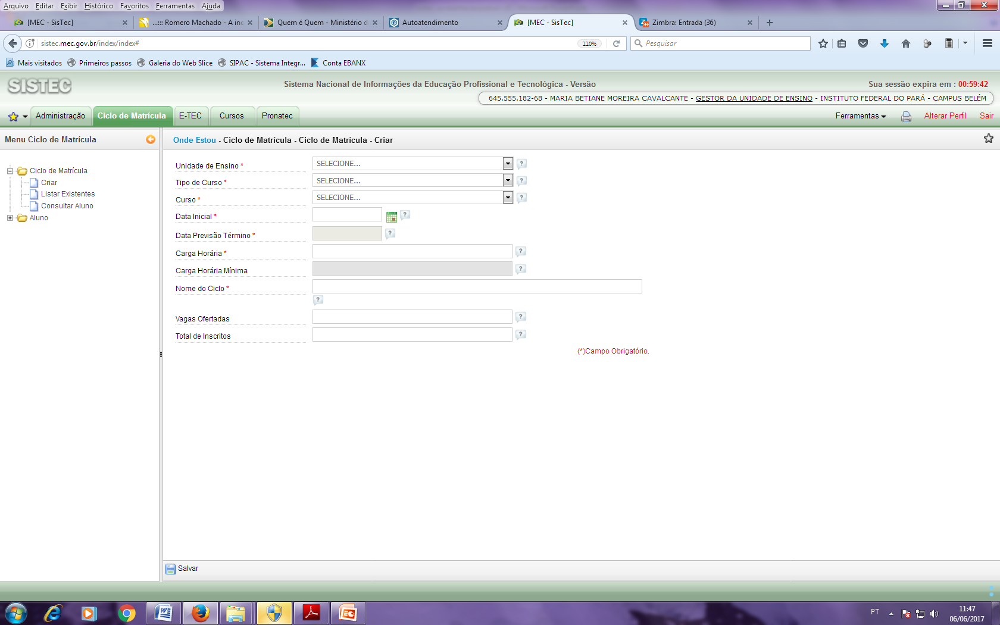 Arquivo Editar Exibir Histórico Favoritos Ferramentas Ajuda
[MEC - SisTec] ...::: Romero Machado - A inc Quem é Quem - Ministério d Autoatendimento [MEC - SisTec] Zimbra: Entrada (36)
sistec.mec.gov.br/index/index# 110% Pesquisar
Mais visitados Primeiros passos Galeria do Web Slice SIPAC - Sistema Integr... Conta EBANX
SISTEC Sistema Nacional de Informações da Educação Profissional e Tecnológica - Versão Sua sessão expira em : 00:59:42
645.555.182-68 - MARIA BETIANE MOREIRA CAVALCANTE - GESTOR DA UNIDADE DE ENSINO - INSTITUTO FEDERAL DO PARÁ - CAMPUS BELÉM
Administração Ciclo de Matrícula E-TEC Cursos Pronatec Ferramentas Alterar Perfil Sair
Menu Ciclo de Matrícula
Ciclo de Matrícula
Criar
Listar Existentes
Consultar Aluno
Aluno
Onde Estou - Ciclo de Matrícula - Ciclo de Matrícula - Criar
Unidade de Ensino * SELECIONE... ?
Tipo de Curso * SELECIONE... ?
Curso * SELECIONE... ?
Data Inicial * ?
Data Previsão Término * ?
Carga Horária * ?
Carga Horária Mínima ?
Nome do Ciclo *
?
Vagas Ofertadas ?
Total de Inscritos ?
(*)Campo Obrigatório.
Salvar
PT 11:47
06/06/2017